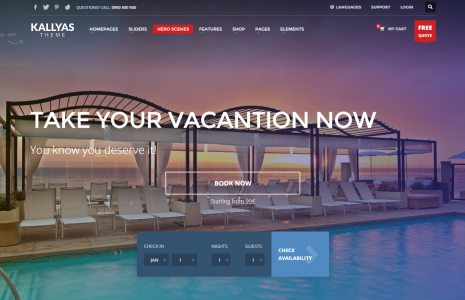 QUESTIONS? CALL: 0900 800 900
LANGUAGES SUPPORT LOGIN
KALLYAS
THEME
HOMEPAGES SLIDERS HERO SCENES FEATURES SHOP PAGES ELEMENTS
MY CART
FREE
QUOTE
TAKE YOUR VACANTION NOW
You know you deserve it!
BOOK NOW
Starting from 99€
CHECK IN NIGHTS GUESTS
JAN 1 1 1
CHECK
AVAILABILITY